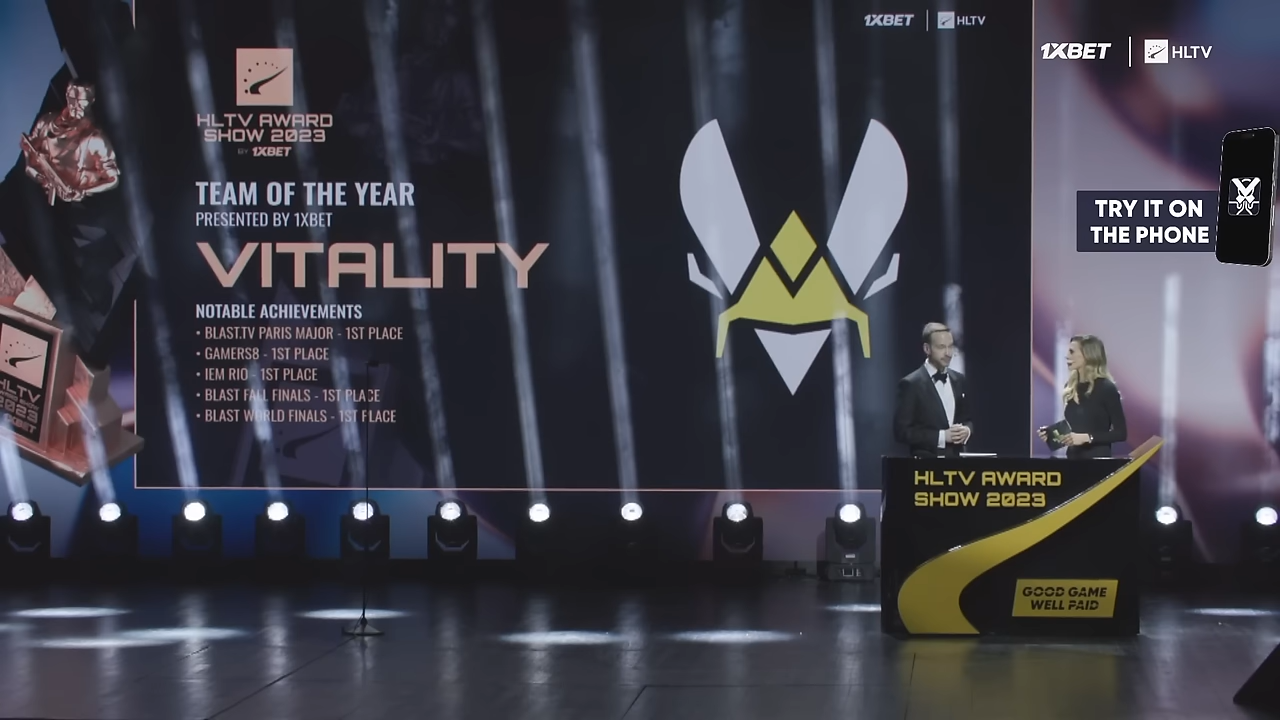 1XBET | HLTV
1XBET | HLTV
HLTV AWARD
SHOW 2023
BY 1XBET
TEAM OF THE YEAR
PRESENTED BY 1XBET
VITALITY
NOTABLE ACHIEVEMENTS
• BLAST.TV PARIS MAJOR - 1ST PLACE
• GAMERS8 - 1ST PLACE
• IEM RIO - 1ST PLACE
• BLAST FALL FINALS - 1ST PLACE
• BLAST WORLD FINALS - 1ST PLACE
TRY IT ON
THE PHONE
HLTV
2023
1XBET
HLTV AWARD
SHOW 2023
GOOD GAME
WELL PAID